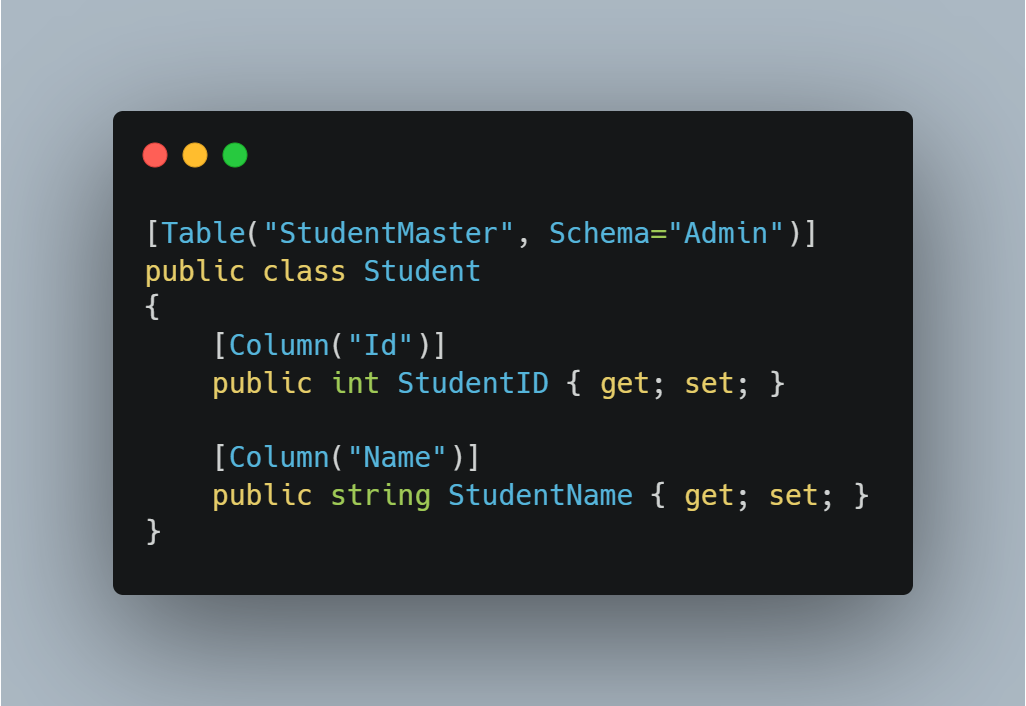 [Table("StudentMaster", Schema="Admin")]
public class Student
{
    [Column("Id")]
    public int StudentID { get; set; }

    [Column("Name")]
    public string StudentName { get; set; }
}